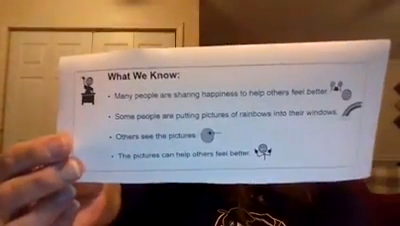 What We Know:
• Many people are sharing happiness to help others feel better
• Some people are putting pictures of rainbows into their windows.
• Others see the pictures
• The pictures can help others feel better.